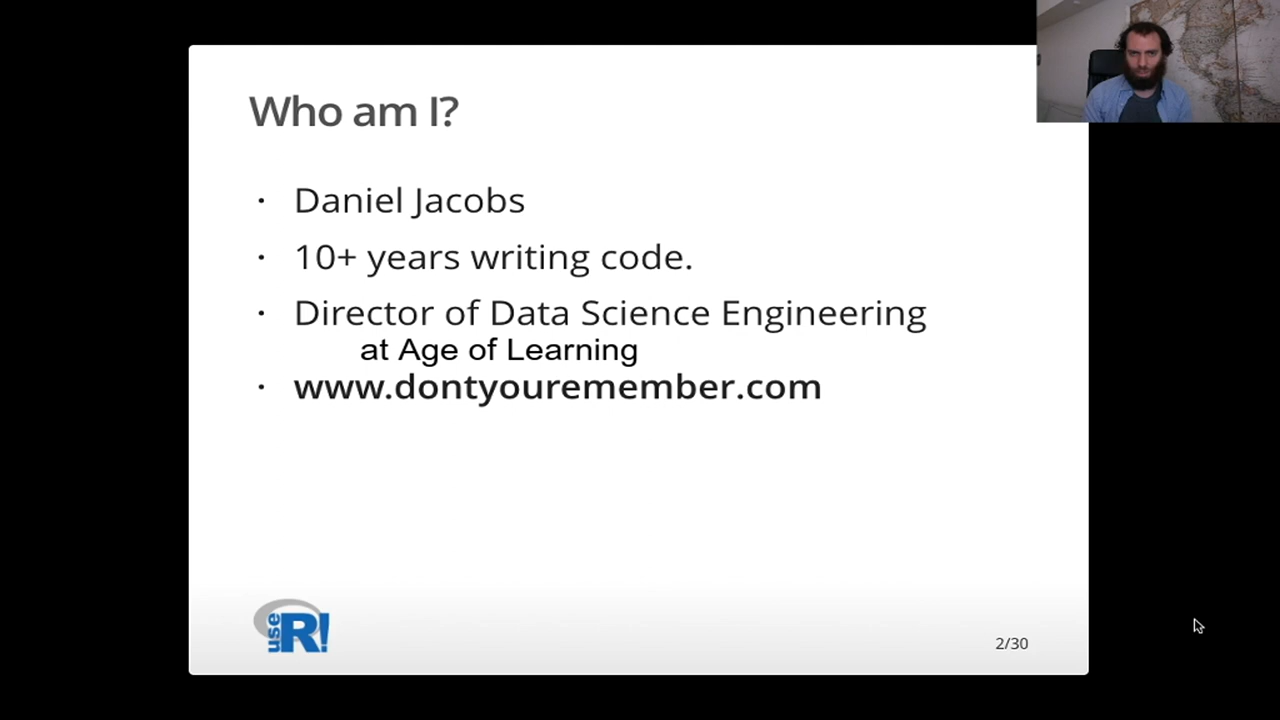 Who am I?
· Daniel Jacobs
· 10+ years writing code.
· Director of Data Science Engineering
at Age of Learning
· www.dontyouremember.com
use R!
2/30